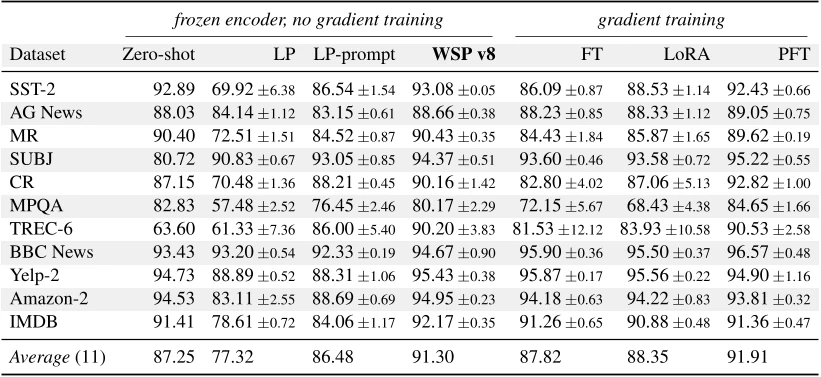 frozen encoder, no gradient training gradient training
Dataset Zero-shot LP LP-prompt WSP v8 FT LoRA PFT
SST-2 92.89 69.92 ±6.38 86.54 ±1.54 93.08 ±0.05 86.09 ±0.87 88.53 ±1.14 92.43 ±0.66
AG News 88.03 84.14 ±1.12 83.15 ±0.61 88.66 ±0.38 88.23 ±0.85 88.33 ±1.12 89.05 ±0.75
MR 90.40 72.51 ±1.51 84.52 ±0.87 90.43 ±0.35 84.43 ±1.84 85.87 ±1.65 89.62 ±0.19
SUBJ 80.72 90.83 ±0.67 93.05 ±0.85 94.37 ±0.51 93.60 ±0.46 93.58 ±0.72 95.22 ±0.55
CR 87.15 70.48 ±1.36 88.21 ±0.45 90.16 ±1.42 82.80 ±4.02 87.06 ±5.13 92.82 ±1.00
MPQA 82.83 57.48 ±2.52 76.45 ±2.46 80.17 ±2.29 72.15 ±5.67 68.43 ±4.38 84.65 ±1.66
TREC-6 63.60 61.33 ±7.36 86.00 ±5.40 90.20 ±3.83 81.53 ±12.12 83.93 ±10.58 90.53 ±2.58
BBC News 93.43 93.20 ±0.54 92.33 ±0.19 94.67 ±0.90 95.90 ±0.36 95.50 ±0.37 96.57 ±0.48
Yelp-2 94.73 88.89 ±0.52 88.31 ±1.06 95.43 ±0.38 95.87 ±0.17 95.56 ±0.22 94.90 ±1.16
Amazon-2 94.53 83.11 ±2.55 88.69 ±0.69 94.95 ±0.23 94.18 ±0.63 94.22 ±0.83 93.81 ±0.32
IMDB 91.41 78.61 ±0.72 84.06 ±1.17 92.17 ±0.35 91.26 ±0.65 90.88 ±0.48 91.36 ±0.47
Average (11) 87.25 77.32 86.48 91.30 87.82 88.35 91.91